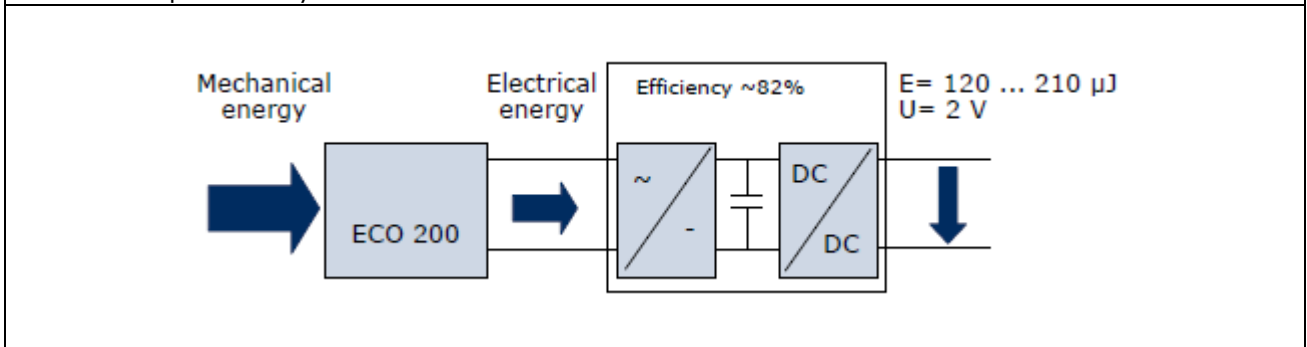 Mechanical
energy
Electrical
energy
Efficiency ~82%
E= 120 ... 210 µJ
U= 2 V
ECO 200
~
-
DC
DC